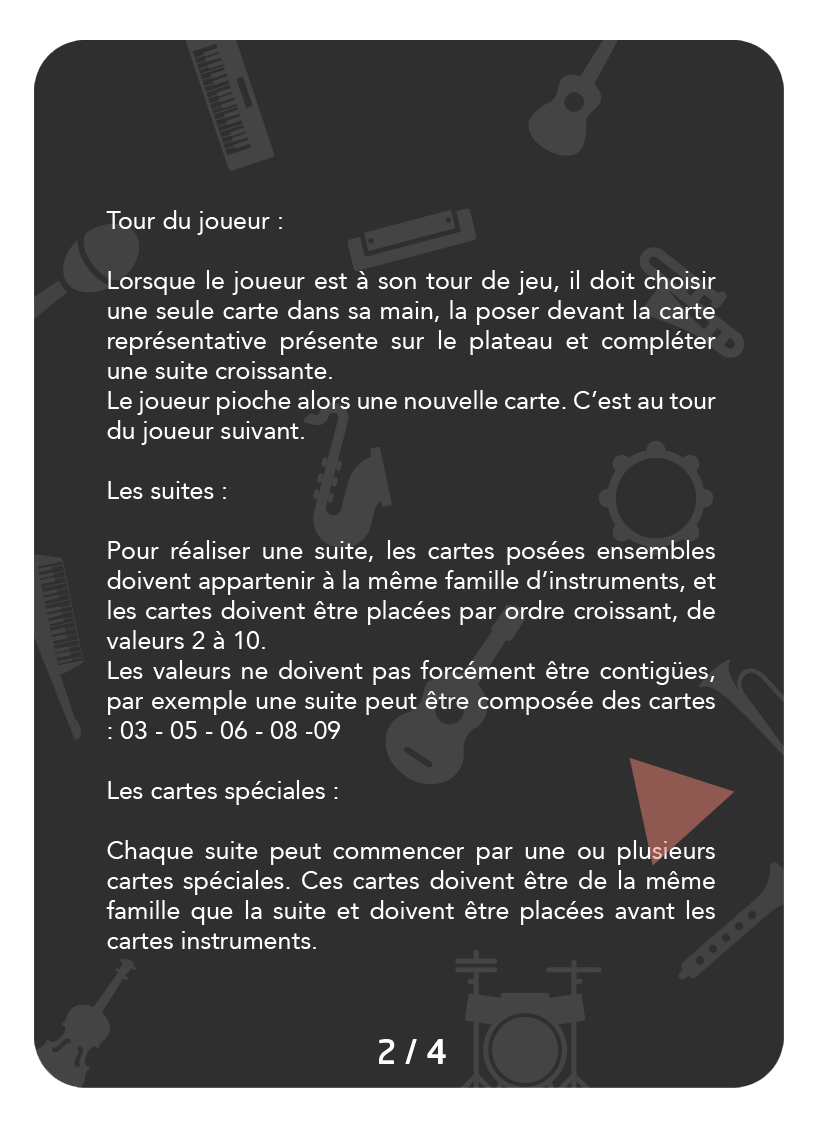 Tour du joueur :
Lorsque le joueur est à son tour de jeu, il doit choisir
une seule carte dans sa main, la poser devant la carte
représentative présente sur le plateau et compléter
une suite croissante.
Le joueur pioche alors une nouvelle carte. C’est au tour
du joueur suivant.
Les suites :
Pour réaliser une suite, les cartes posées ensembles
doivent appartenir à la même famille d’instruments, et
les cartes doivent être placées par ordre croissant, de
valeurs 2 à 10.
Les valeurs ne doivent pas forcément être contigües,
par exemple une suite peut être composée des cartes
: 03 - 05 - 06 - 08 -09
Les cartes spéciales :
Chaque suite peut commencer par une ou plusieurs
cartes spéciales. Ces cartes doivent être de la même
famille que la suite et doivent être placées avant les
cartes instruments.
2 / 4